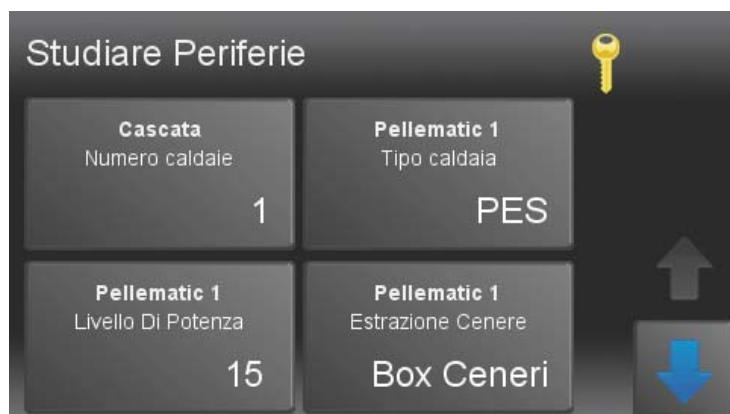 Studiare Periferie
Cascata
Numero caldaie
1
Pellematic 1
Tipo caldaia
PES
Pellematic 1
Livello Di Potenza
15
Pellematic 1
Estrazione Cenere
Box Ceneri